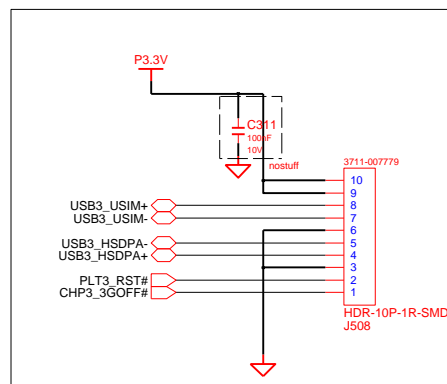 P3.3V
C311
100nF
10V
nostuff
3711-007779
10
9
USB3_USIM+ 8
USB3_USIM- 7
6
USB3_HSDPA- 5
USB3_HSDPA+ 4
3
PLT3_RST# 2
CHP3_3GOFF# 1
HDR-10P-1R-SMD
J508